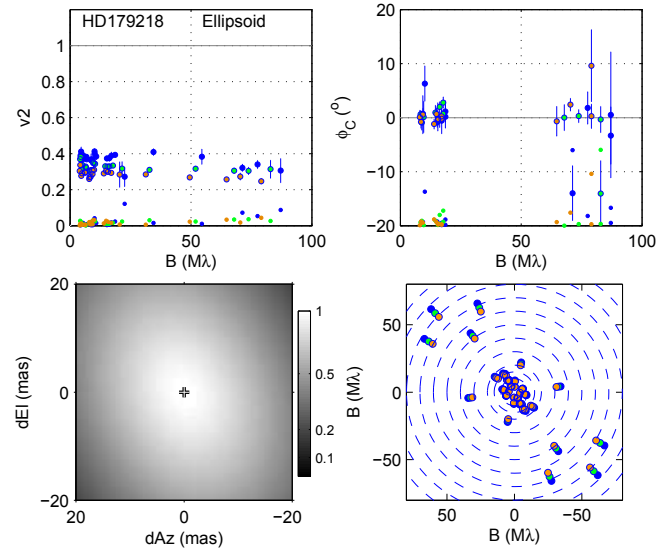 HD179218 Ellipsoid
1
0.8
0.6
0.4
0.2
0
v2
0 50 100
B (Mλ)
20
10
0
−10
−20
ϕ_C (°)
0 50 100
B (Mλ)
20
0
−20
dEl (mas)
20 0 −20
dAz (mas)
1
0.5
0.2
0.1
50
0
−50
B (Mλ)
50 0 −50
B (Mλ)